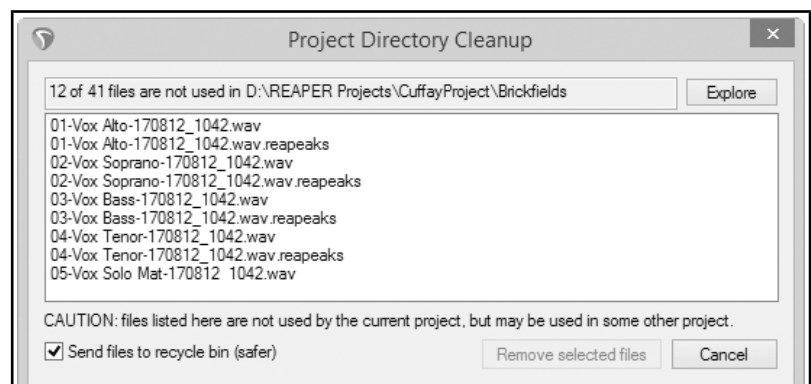 Project Directory Cleanup
12 of 41 files are not used in D:\REAPER Projects\CuffayProject\Brickfields
Explore
01-Vox Alto-170812_1042.wav
01-Vox Alto-170812_1042.wav.reapeaks
02-Vox Soprano-170812_1042.wav
02-Vox Soprano-170812_1042.wav.reapeaks
03-Vox Bass-170812_1042.wav
03-Vox Bass-170812_1042.wav.reapeaks
04-Vox Tenor-170812_1042.wav
04-Vox Tenor-170812_1042.wav.reapeaks
05-Vox Solo Mat-170812 1042.wav
CAUTION: files listed here are not used by the current project, but may be used in some other project.
Send files to recycle bin (safer)
Remove selected files
Cancel